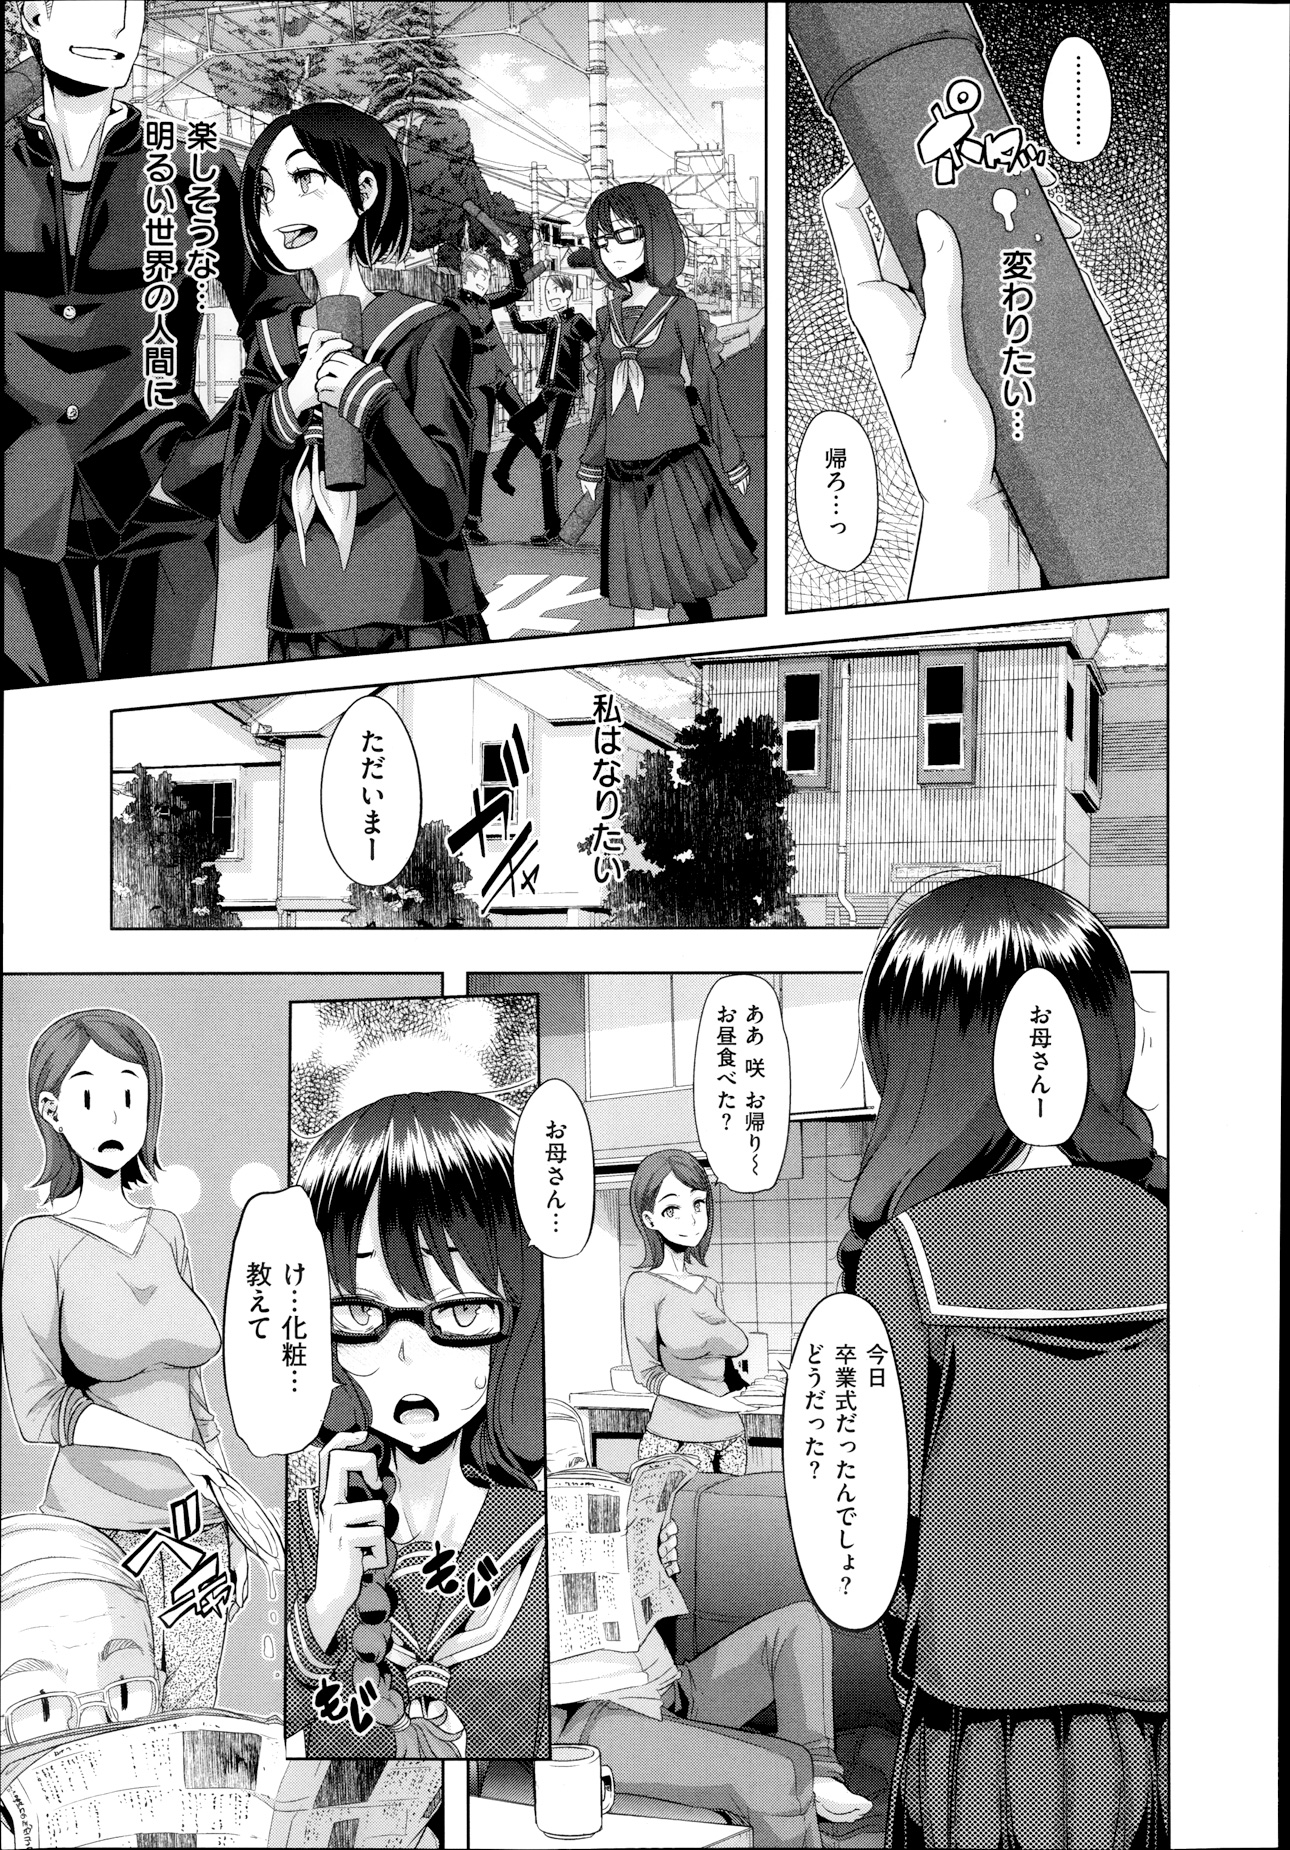 ………
ポロッ…
変わりたい…
帰ろ…っ
楽しそうな…
明るい世界の人間に
私はなりたい
ガチャ
ただいまー
お母さんー
ああ 咲 お帰り〜
お昼食べた？
今日
卒業式だったんでしょ？
どうだった？
お母さん…
け…化粧…
教えて
もじ
もじ